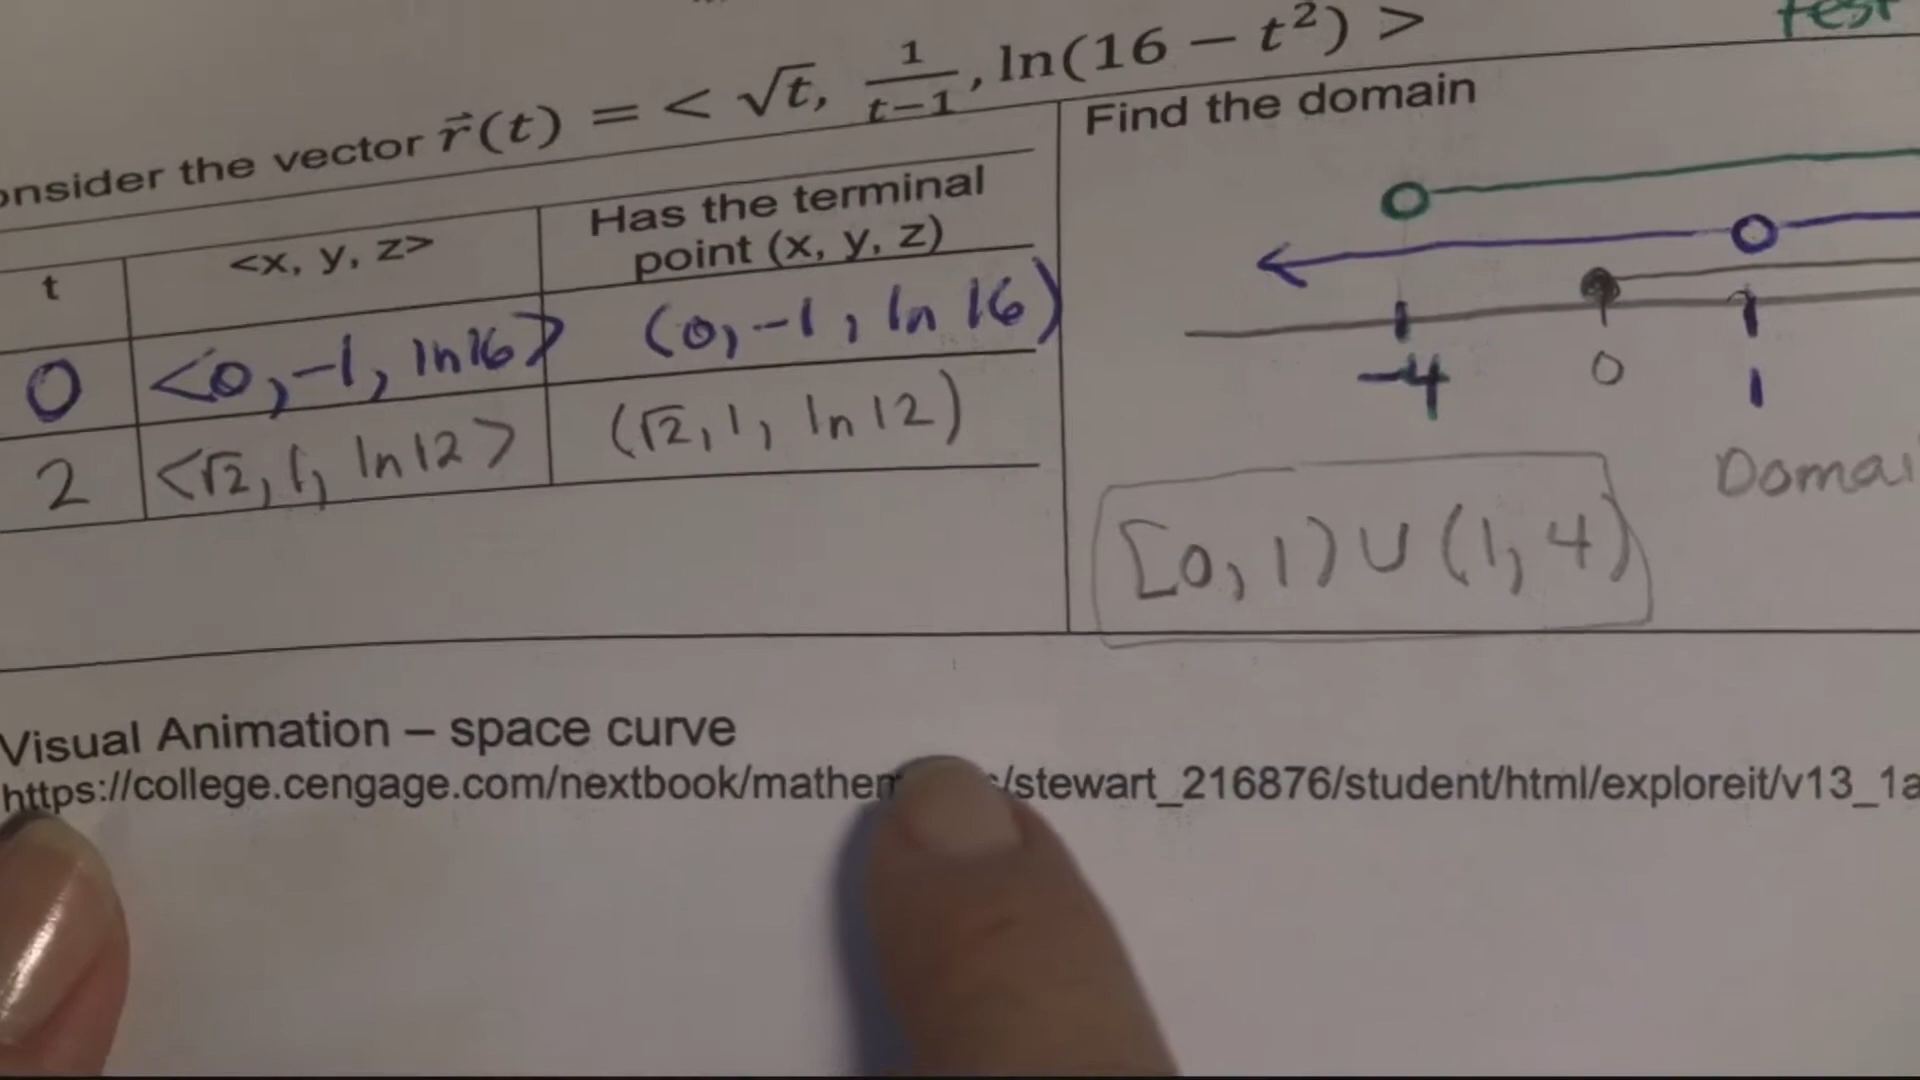 test
onsider the vector r⃗(t) = < √t, 1/(t−1), ln(16 − t²) >
Find the domain
t
<x, y, z>
Has the terminal
point (x, y, z)
0 <0, -1, ln16> (0, -1, ln 16)
2 <√2, 1, ln 12> (√2, 1, ln 12)
-4 0 1
Domai
[0, 1) ∪ (1, 4)
Visual Animation – space curve
https://college.cengage.com/nextbook/mathem s/stewart_216876/student/html/exploreit/v13_1a